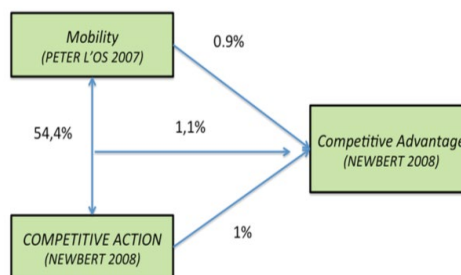 Mobility
(PETER L'OS 2007)
0.9%
54,4%
1,1%
Competitive Advantage
(NEWBERT 2008)
COMPETITIVE ACTION
(NEWBERT 2008)
1%